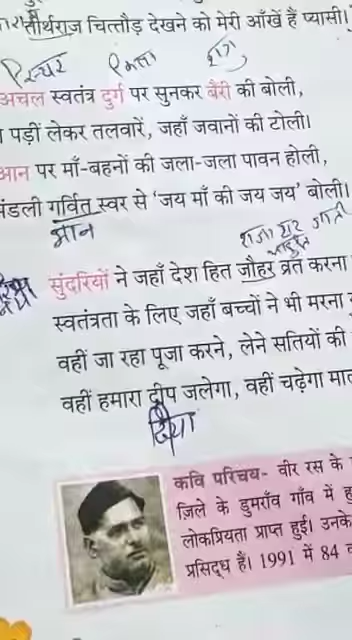 तीर्थराज चित्तौड़ देखने को मेरी आँखें हैं प्यासी।
अचल स्वतंत्र दुर्ग पर सुनकर बैरी की बोली,
पड़ीं लेकर तलवारें, जहाँ जवानों की टोली।
आन पर माँ-बहनों की जला-जला पावन होली,
मंडली गर्वित स्वर से ‘जय माँ की जय जय’ बोली।
मान
सुंदरियों ने जहाँ देश हित जौहर व्रत करना
स्वतंत्रता के लिए जहाँ बच्चों ने भी मरना
वहीं जा रहा पूजा करने, लेने सतियों की
वहीं हमारा दीप जलेगा, वहीं चढ़ेगा
दिया
कवि परिचय- वीर रस के
ज़िले के डुमराँव गाँव में
लोकप्रियता प्राप्त हुई। उनके
प्रसिद्ध हैं। 1991 में 84